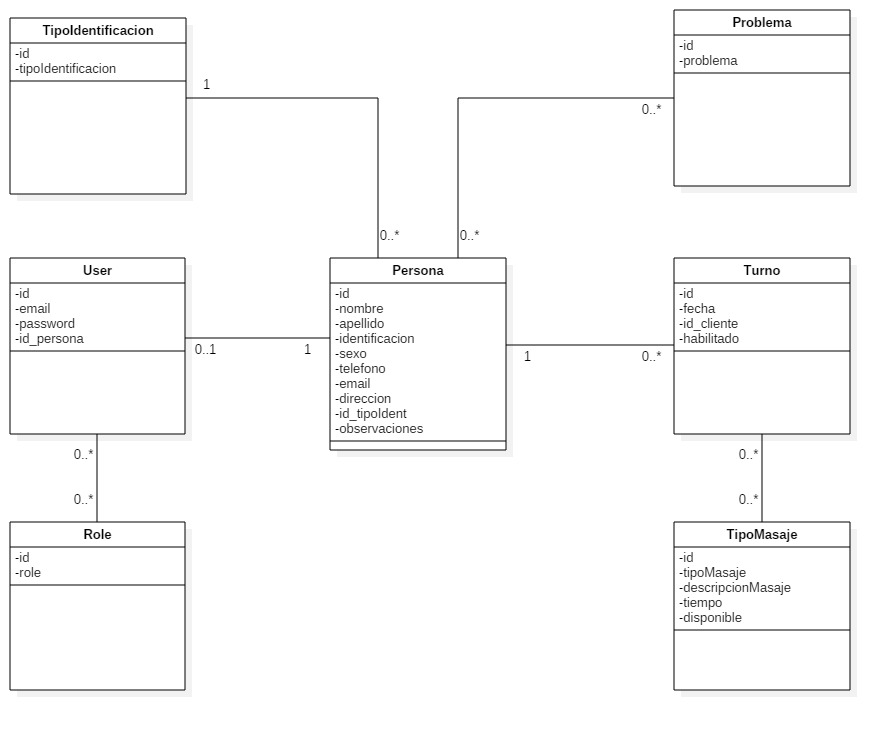 TipoIdentificacion
-id
-tipoIdentificacion
1
0..*
Problema
-id
-problema
0..*
0..*
User
-id
-email
-password
-id_persona
0..1
1
Persona
-id
-nombre
-apellido
-identificacion
-sexo
-telefono
-email
-direccion
-id_tipoIdent
-observaciones
1
0..*
Turno
-id
-fecha
-id_cliente
-habilitado
0..*
0..*
Role
-id
-role
0..*
0..*
TipoMasaje
-id
-tipoMasaje
-descripcionMasaje
-tiempo
-disponible